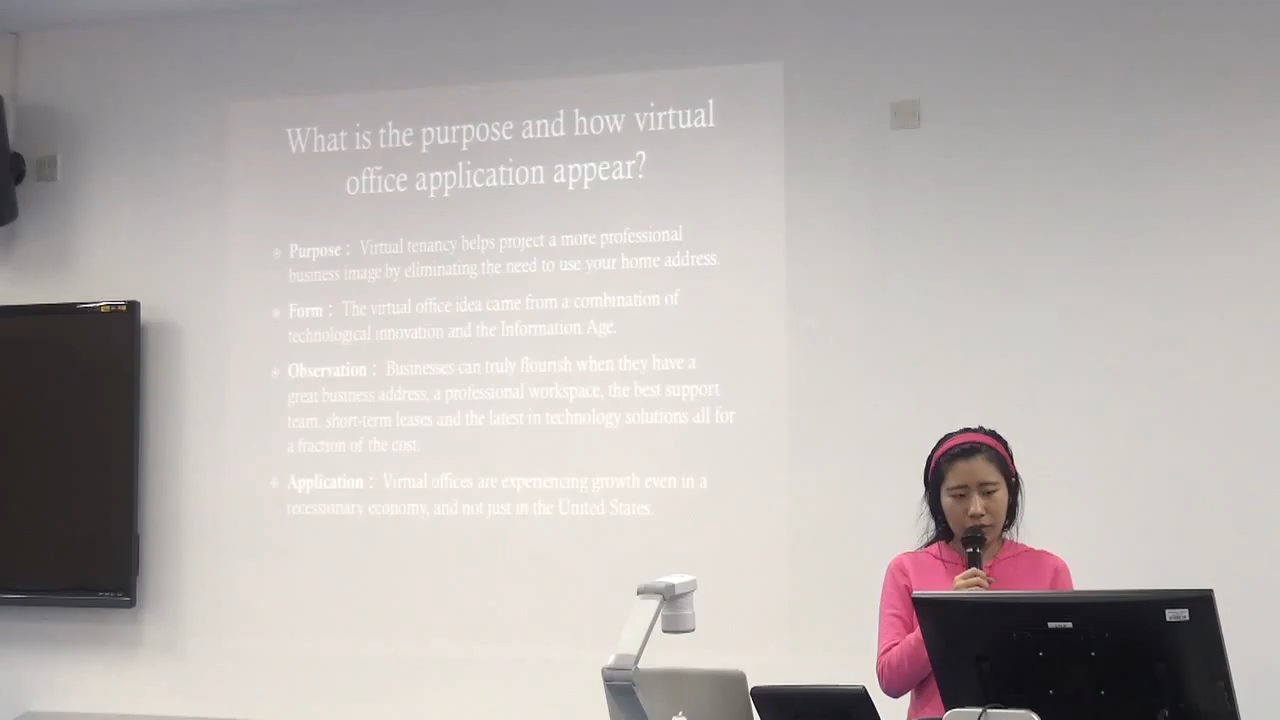 What is the purpose and how virtual
office application appear?
Purpose： Virtual tenancy helps project a more professional
business image by eliminating the need to use your home address.
Form： The virtual office idea came from a combination of
technological innovation and the Information Age.
Observation： Businesses can truly flourish when they have a
great business address, a professional workspace, the best support
team, short-term leases and the latest in technology solutions all for
a fraction of the cost.
Application： Virtual offices are experiencing growth even in a
recessionary economy, and not just in the United States.